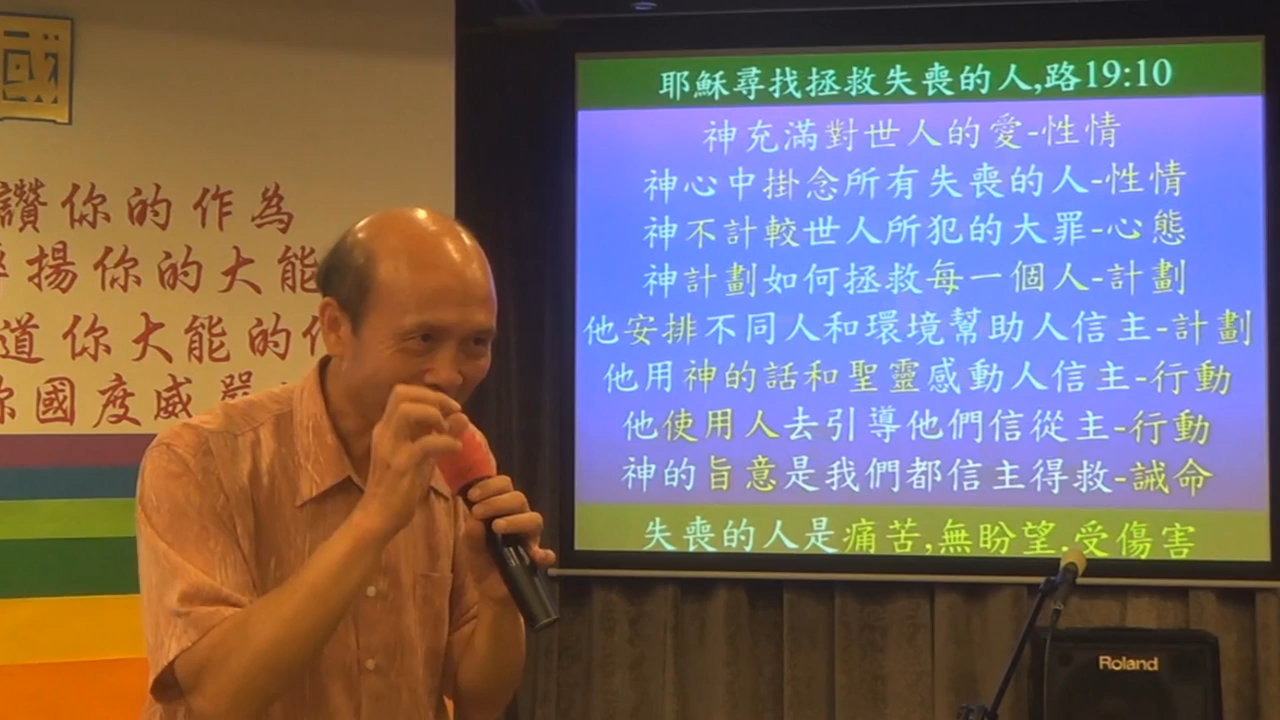 國
讚你的作為
揚你的大能
道你大能的
國度威嚴
耶穌尋找拯救失喪的人,路19:10
神充滿對世人的愛-性情
神心中掛念所有失喪的人-性情
神不計較世人所犯的大罪-心態
神計劃如何拯救每一個人-計劃
他安排不同人和環境幫助人信主-計劃
他用神的話和聖靈感動人信主-行動
他使用人去引導他們信從主-行動
神的旨意是我們都信主得救-誡命
失喪的人是痛苦,無盼望,受傷害
Roland